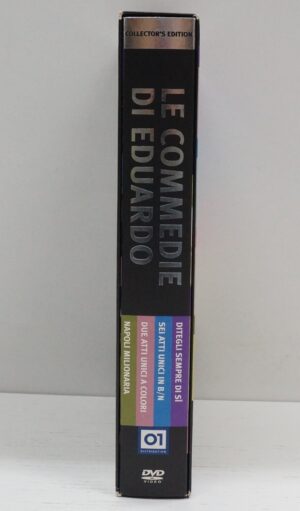 COLLECTOR'S EDITION
LE COMMEDIE
DI EDUARDO
DITEGLI SEMPRE DI SÌ
SEI ATTI UNICI IN B/N
DUE ATTI UNICI A COLORI
NAPOLI MILIONARIA
01
DISTRIBUTION
DVD
VIDEO